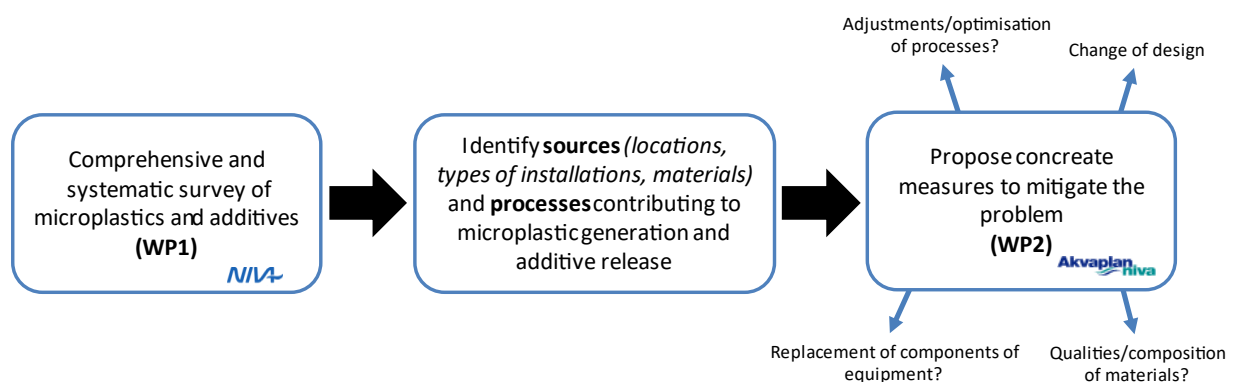 Adjustments/optimisation
of processes?
Change of design
Comprehensive and
systematic survey of
microplastics and additives
(WP1)
NIVA
Identify sources (locations,
types of installations, materials)
and processes contributing to
microplastic generation and
additive release
Propose concreate
measures to mitigate the
problem
(WP2)
Akvaplan
niva
Replacement of components of
equipment?
Qualities/composition
of materials?